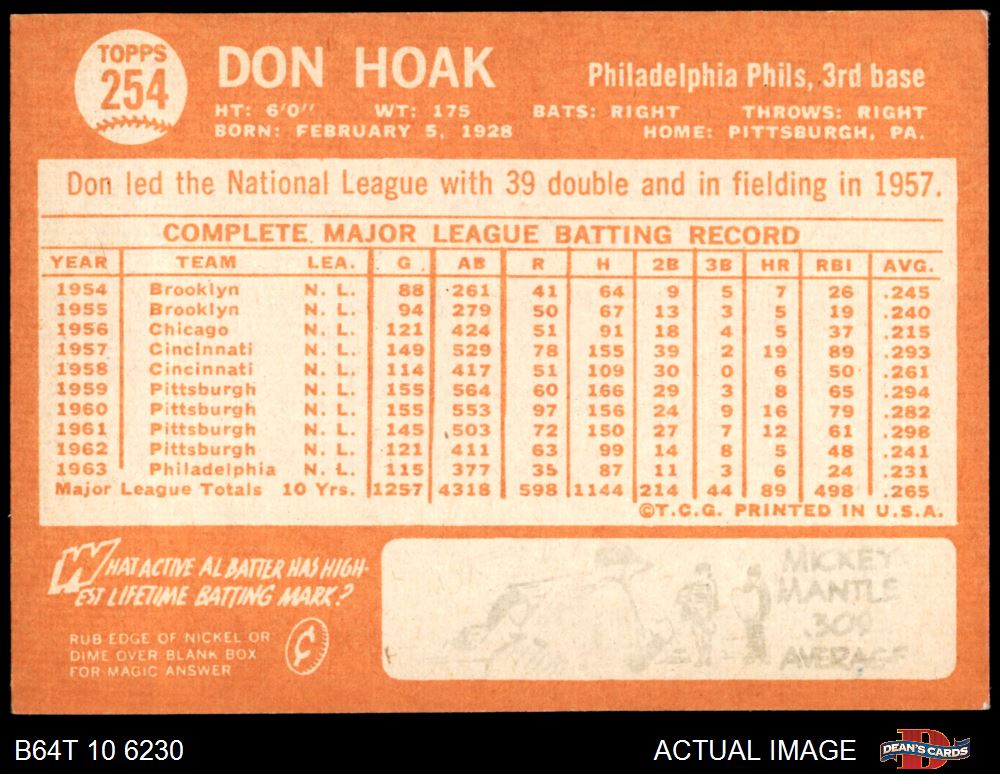 TOPPS
254
DON HOAK
Philadelphia Phils, 3rd base
HT: 6'0" WT: 175 BATS: RIGHT THROWS: RIGHT
BORN: FEBRUARY 5, 1928 HOME: PITTSBURGH, PA.
Don led the National League with 39 double and in fielding in 1957.
COMPLETE MAJOR LEAGUE BATTING RECORD
YEAR TEAM LEA. G AB R H 2B 3B HR RBI AVG.
1954 Brooklyn N. L. 88 261 41 64 9 5 7 26 .245
1955 Brooklyn N. L. 94 279 50 67 13 3 5 19 .240
1956 Chicago N. L. 121 424 51 91 18 4 5 37 .215
1957 Cincinnati N. L. 149 529 78 155 39 2 19 89 .293
1958 Cincinnati N. L. 114 417 51 109 30 0 6 50 .261
1959 Pittsburgh N. L. 155 564 60 166 29 3 8 65 .294
1960 Pittsburgh N. L. 155 553 97 156 24 9 16 79 .282
1961 Pittsburgh N. L. 145 503 72 150 27 7 12 61 .298
1962 Pittsburgh N. L. 121 411 63 99 14 8 5 48 .241
1963 Philadelphia N. L. 115 377 35 87 11 3 6 24 .231
Major League Totals 10 Yrs. 1257 4318 598 1144 214 44 89 498 .265
©T.C.G. PRINTED IN U.S.A.
WHAT ACTIVE AL BATTER HAS HIGH-
EST LIFETIME BATTING MARK?
RUB EDGE OF NICKEL OR
DIME OVER BLANK BOX
FOR MAGIC ANSWER
MICKEY
MANTLE
.309
AVERAGE
B64T 10 6230
ACTUAL IMAGE
DEAN'S CARDS